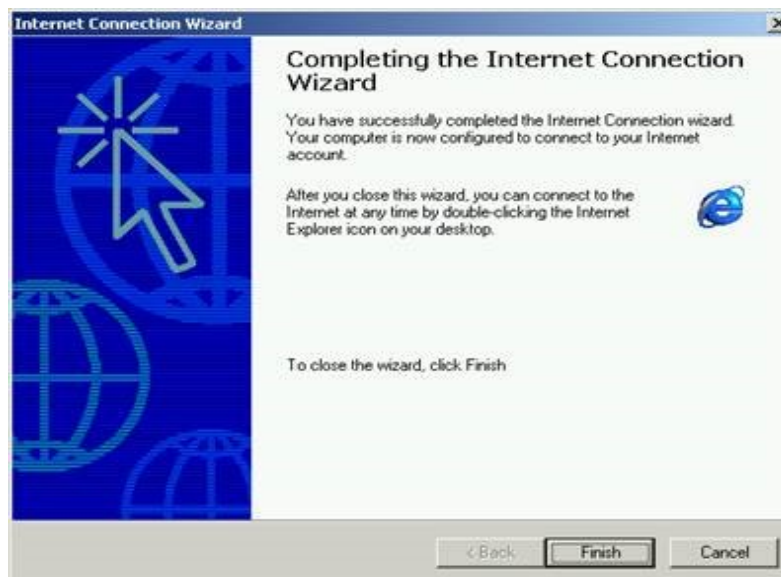 Internet Connection Wizard
Completing the Internet Connection
Wizard
You have successfully completed the Internet Connection wizard.
Your computer is now configured to connect to your Internet
account.
After you close this wizard, you can connect to the
Internet at any time by double-clicking the Internet
Explorer icon on your desktop.
To close the wizard, click Finish
< Back Finish Cancel